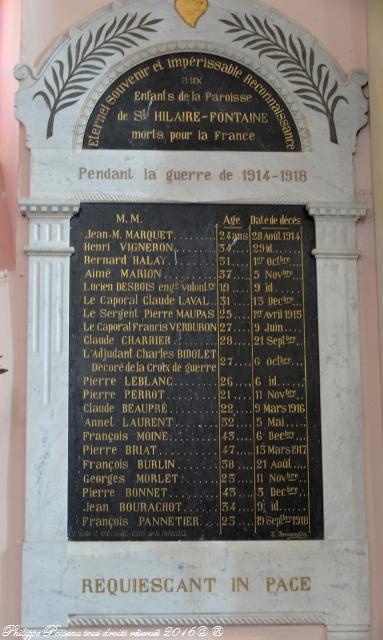 Eternel Souvenir et Impérissable Reconnaissance
aux
Enfants de la Paroisse
de St HILAIRE-FONTAINE
morts pour la France
Pendant la guerre de 1914-1918
M.M. Age Date de décès
Jean-M. MARQUET........ 24 ans 28 Août 1914
Henri VIGNERON........ 34 29 id....
Bernard HALAY........ 31 1er Octbre...
Aimé MARION........ 37 5 Novbre
Lucien DESBOIS engé volontre 19 9 id....
Le Caporal Claude LAVAL... 31 13 Décbre...
Le Sergent Pierre MAUPAS 25 1er Avril 1915
Le Caporal Francis VERDURON 27 9 Juin....
Claude CHARRIER........ 28 21 Septbre..
L'Adjudant Charles BIDOLET
Décoré de la Croix de guerre 27 6 Octbre...
Pierre LEBLANC........ 26 6 id....
Pierre PERROT........ 21 11 Novbre..
Claude BEAUPRÉ........ 22 9 Mars 1916
Annel LAURENT........ 32 5 Mai....
François MOINE........ 43 6 Décbre...
Pierre BRIAT........ 47 13 Mars 1917
François BURLIN........ 38 21 Août....
Georges MORLET........ 23 11 Novbre
Pierre BONNET........ 43 3 Décbre..
Jean BOURACHOT........ 34 9 id....
François PANNETIER..... 23 19 Septbre 1918
REQUIESCANT IN PACE
Philippe Poiseau tous droits réservé 2016 © ®